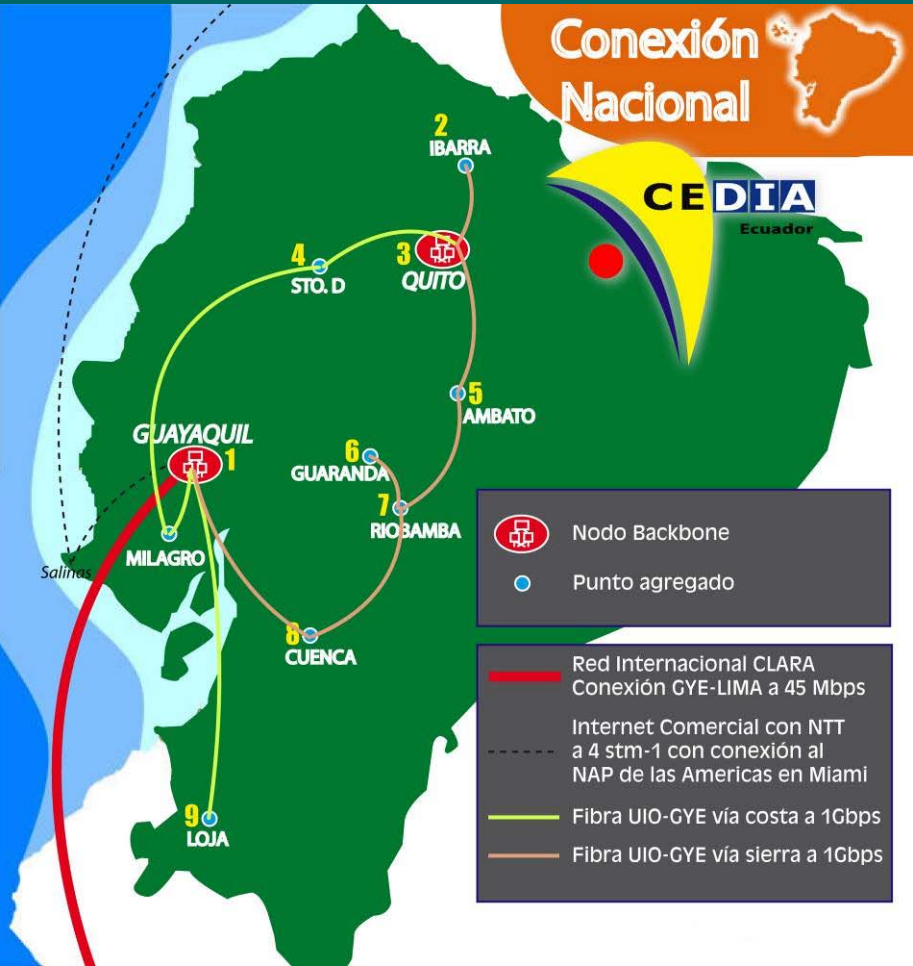 Conexión
Nacional
CEDIA
Ecuador
2
IBARRA
4
STO. D
3
QUITO
5
AMBATO
GUAYAQUIL
1
6
GUARANDA
7
RIOBAMBA
MILAGRO
Salinas
8
CUENCA
9
LOJA
Nodo Backbone
Punto agregado
Red Internacional CLARA
Conexión GYE-LIMA a 45 Mbps
Internet Comercial con NTT
a 4 stm-1 con conexión al
NAP de las Americas en Miami
Fibra UIO-GYE vía costa a 1Gbps
Fibra UIO-GYE vía sierra a 1Gbps